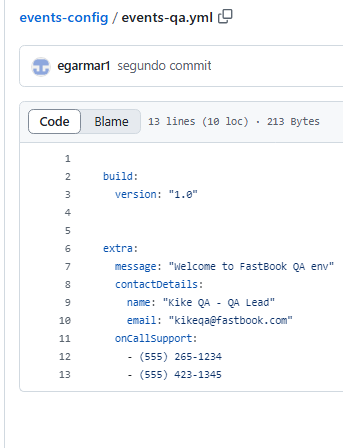 events-config / events-qa.yml
egarmar1 segundo commit
Code Blame 13 lines (10 loc) · 213 Bytes
1
2 build:
3 version: "1.0"
4
5
6 extra:
7 message: "Welcome to FastBook QA env"
8 contactDetails:
9 name: "Kike QA - QA Lead"
10 email: "kikeqa@fastbook.com"
11 onCallSupport:
12 - (555) 265-1234
13 - (555) 423-1345